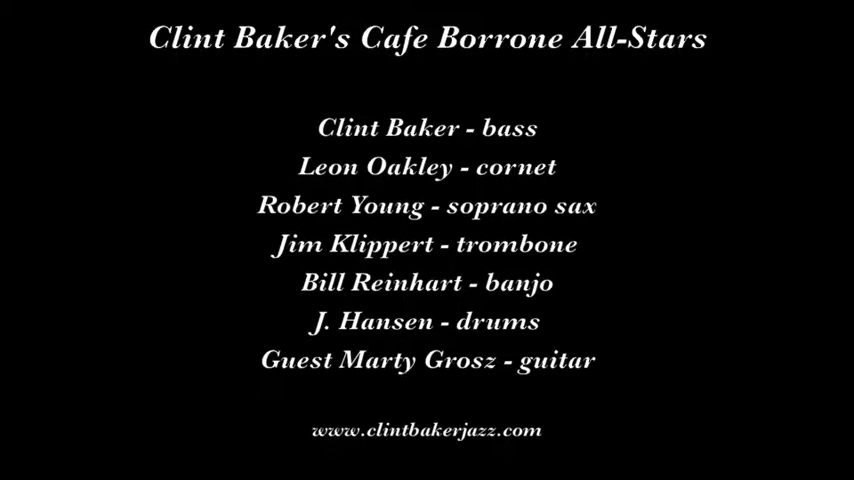 Clint Baker's Cafe Borrone All-Stars
Clint Baker - bass
Leon Oakley - cornet
Robert Young - soprano sax
Jim Klippert - trombone
Bill Reinhart - banjo
J. Hansen - drums
Guest Marty Grosz - guitar
www.clintbakerjazz.com